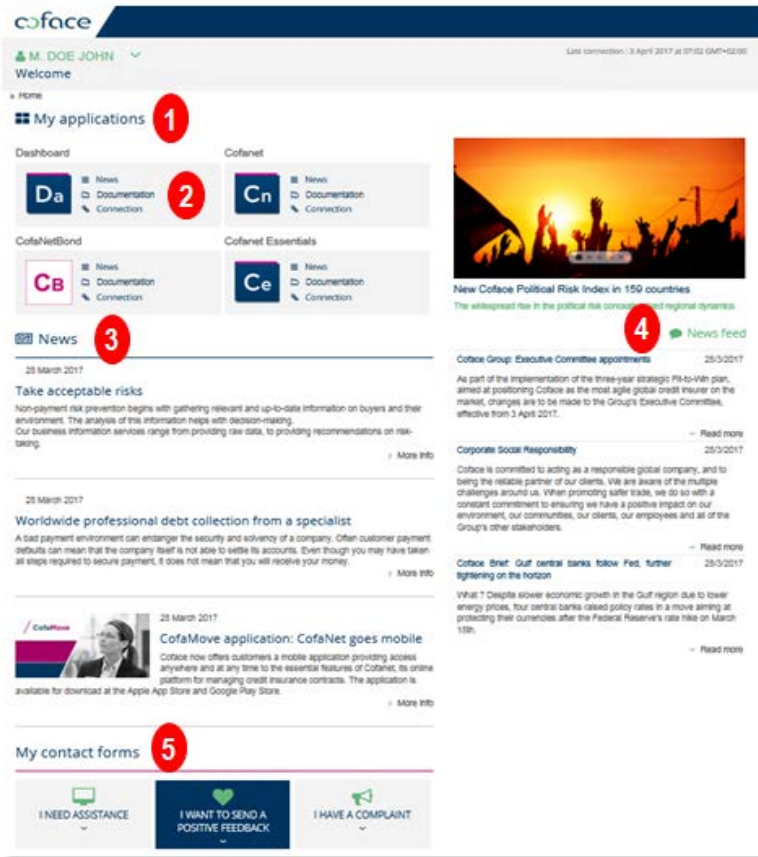 coface
M. DOE JOHN
Last connection : 3 April 2017 at 07:02 GMT+02:00
Welcome
» Home
My applications
1
Dashboard
Cofanet
Da
News
Documentation
Connection
2
Cn
News
Documentation
Connection
CofaNetBond
Cofanet Essentials
CB
News
Documentation
Connection
Ce
News
Documentation
Connection
News
3
28 March 2017
Take acceptable risks
Non-payment risk prevention begins with gathering relevant and up-to-date information on buyers and their
environment. The analysis of this information helps with decision-making.
Our business information services range from providing raw data, to providing recommendations on risk-
taking.
More info
28 March 2017
Worldwide professional debt collection from a specialist
A bad payment environment can endanger the security and solvency of a company. Often customer payment
defaults can mean that the company itself is not able to settle its accounts. Even though you may have taken
all steps required to secure payment, it does not mean that you will receive your money.
More info
CofaMove
28 March 2017
CofaMove application: CofaNet goes mobile
Coface now offers customers a mobile application providing access
anywhere and at any time to the essential features of Cofanet, its online
platform for managing credit insurance contracts. The application is
available for download at the Apple App Store and Google Play Store.
More info
My contact forms
5
I NEED ASSISTANCE
I WANT TO SEND A
POSITIVE FEEDBACK
I HAVE A COMPLAINT
New Coface Political Risk Index in 159 countries
The widespread rise in the political risk regional dynamics
4
News feed
Coface Group: Executive Committee appointments 28/3/2017
As part of the implementation of the three-year strategic Fit-to-Win plan,
aimed at positioning Coface as the most agile global credit insurer on the
market, changes are to be made to the Group's Executive Committee,
effective from 3 April 2017.
Read more
Corporate Social Responsibility 28/3/2017
Coface is committed to acting as a responsible global company, and to
being the reliable partner of our clients. We are aware of the multiple
challenges around us. When promoting safer trade, we do so with a
constant commitment to ensuring we have a positive impact on our
environment, our communities, our clients, our employees and all of the
Group's other stakeholders.
Read more
Coface Brief: Gulf central banks follow Fed, further 28/3/2017
tightening on the horizon
What ? Despite slower economic growth in the Gulf region due to lower
energy prices, four central banks raised policy rates in a move aiming at
protecting their currencies after the Federal Reserve's rate hike on March
15th.
Read more